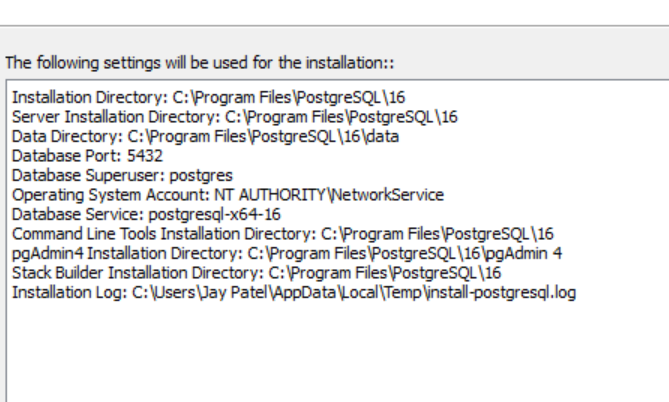 The following settings will be used for the installation::
Installation Directory: C:\Program Files\PostgreSQL\16
Server Installation Directory: C:\Program Files\PostgreSQL\16
Data Directory: C:\Program Files\PostgreSQL\16\data
Database Port: 5432
Database Superuser: postgres
Operating System Account: NT AUTHORITY\NetworkService
Database Service: postgresql-x64-16
Command Line Tools Installation Directory: C:\Program Files\PostgreSQL\16
pgAdmin4 Installation Directory: C:\Program Files\PostgreSQL\16\pgAdmin 4
Stack Builder Installation Directory: C:\Program Files\PostgreSQL\16
Installation Log: C:\Users\Jay Patel\AppData\Local\Temp\install-postgresql.log